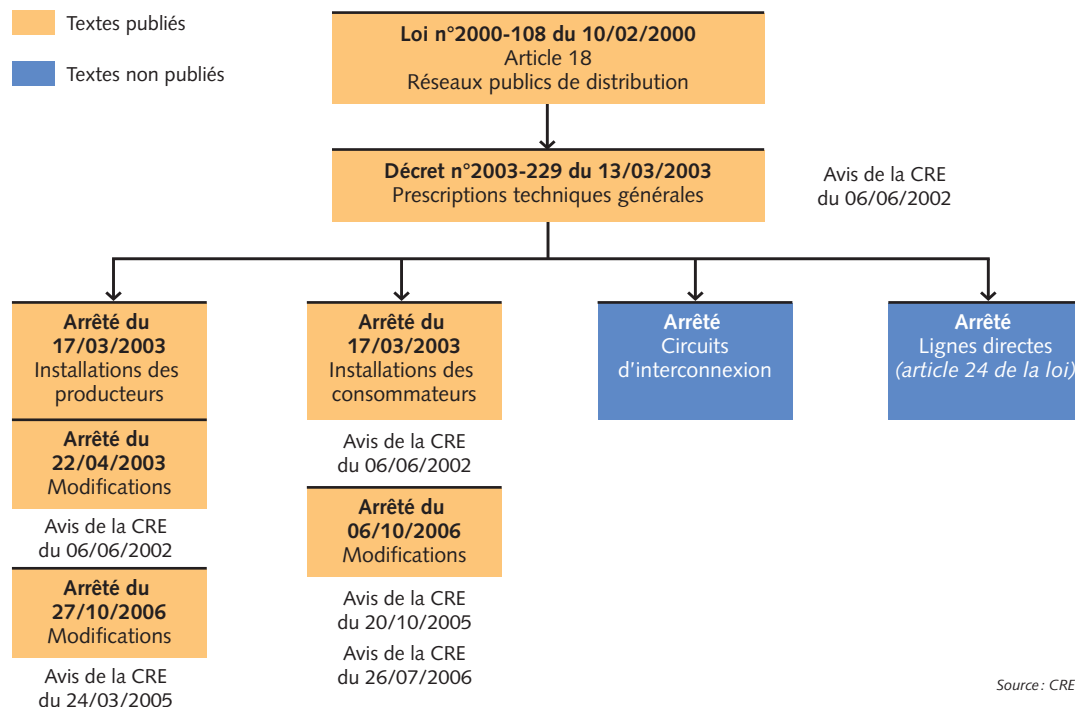 Textes publiés
Textes non publiés
Loi n°2000-108 du 10/02/2000
Article 18
Réseaux publics de distribution
Décret n°2003-229 du 13/03/2003
Prescriptions techniques générales
Avis de la CRE
du 06/06/2002
Arrêté du
17/03/2003
Installations des
producteurs
Arrêté du
22/04/2003
Modifications
Avis de la CRE
du 06/06/2002
Arrêté du
27/10/2006
Modifications
Avis de la CRE
du 24/03/2005
Arrêté du
17/03/2003
Installations des
consommateurs
Avis de la CRE
du 06/06/2002
Arrêté du
06/10/2006
Modifications
Avis de la CRE
du 20/10/2005
Avis de la CRE
du 26/07/2006
Arrêté
Circuits
d'interconnexion
Arrêté
Lignes directes
(article 24 de la loi)
Source : CRE